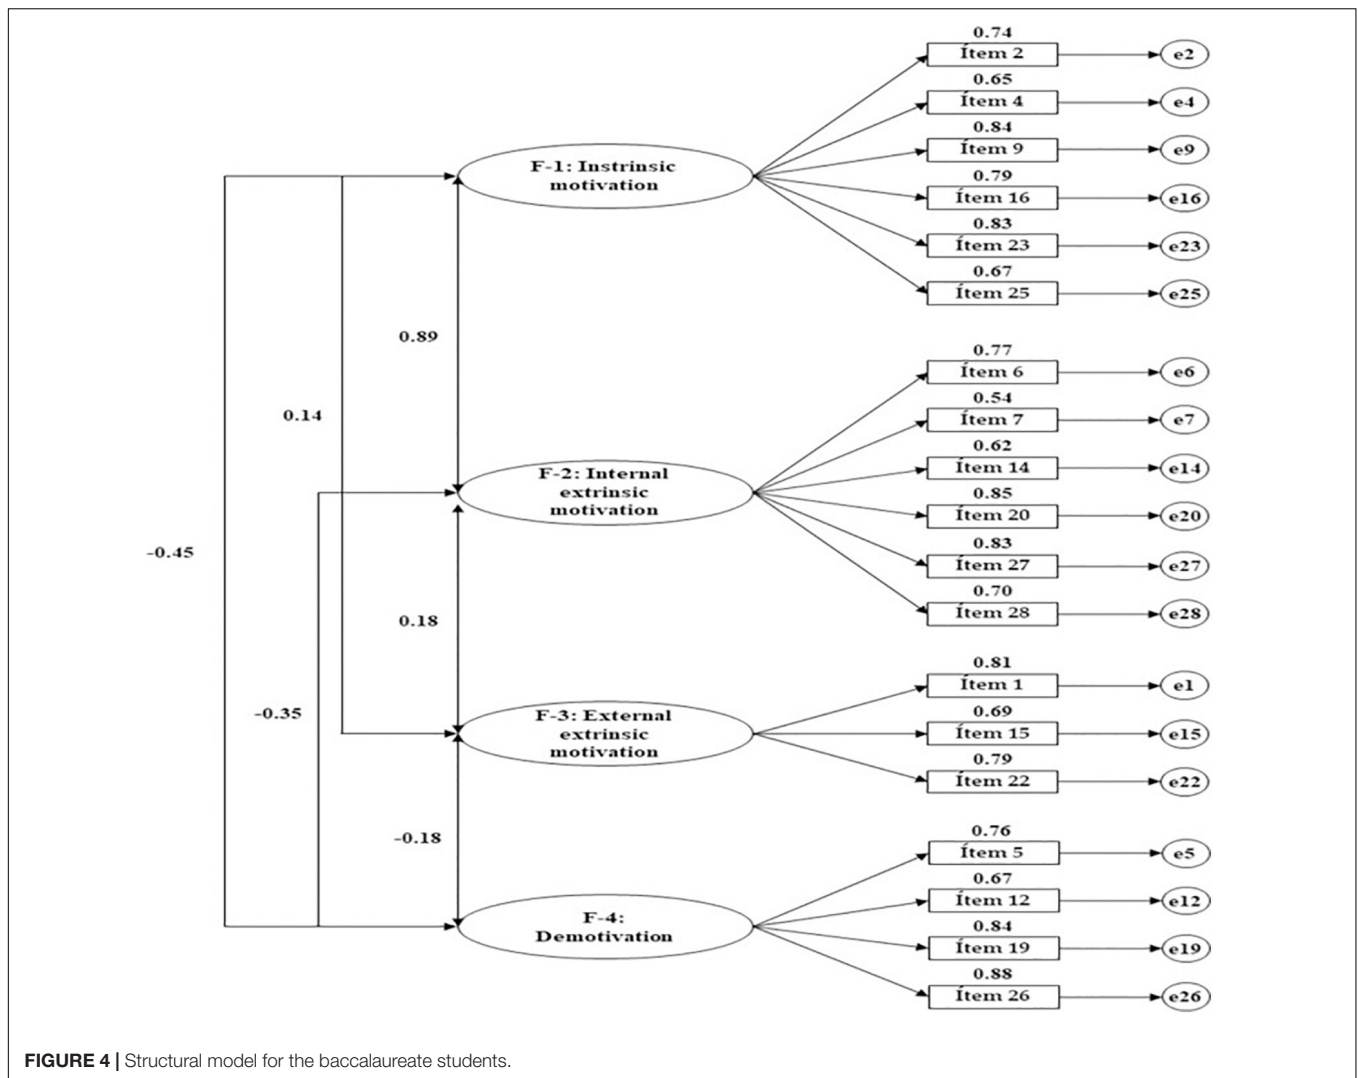 0.74
Ítem 2
e2
0.65
Ítem 4
e4
0.84
Ítem 9
e9
F-1: Instrinsic
motivation
0.79
Ítem 16
e16
0.83
Ítem 23
e23
0.67
Ítem 25
e25
0.89
0.77
Ítem 6
e6
0.14
0.54
Ítem 7
e7
F-2: Internal
extrinsic
motivation
0.62
Ítem 14
e14
0.85
Ítem 20
e20
-0.45
0.83
Ítem 27
e27
0.70
Ítem 28
e28
0.18
0.81
Ítem 1
e1
-0.35
F-3: External
extrinsic
motivation
0.69
Ítem 15
e15
0.79
Ítem 22
e22
-0.18
0.76
Ítem 5
e5
0.67
Ítem 12
e12
F-4:
Demotivation
0.84
Ítem 19
e19
0.88
Ítem 26
e26
FIGURE 4 | Structural model for the baccalaureate students.